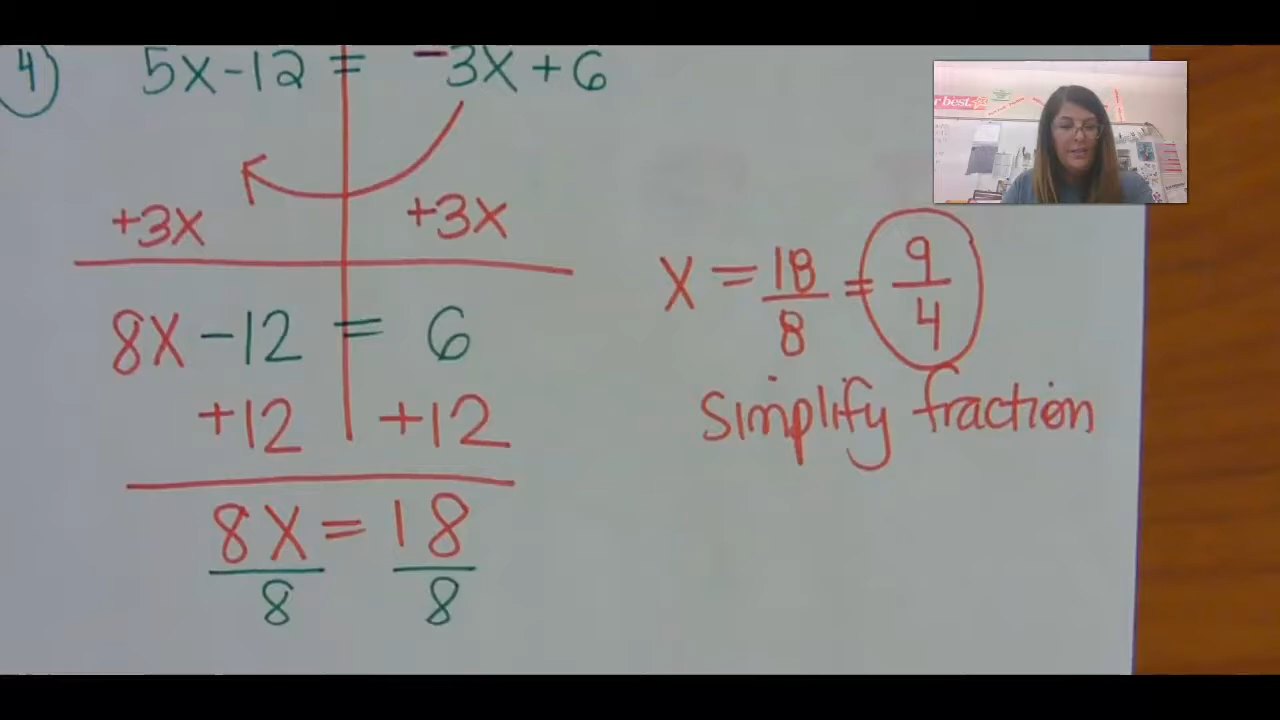 4) 5x-12 = -3x+6
+3x +3x
8x-12 = 6
+12 +12
8x = 18
8 8
x = 18/8 = 9/4
Simplify fraction
r best.